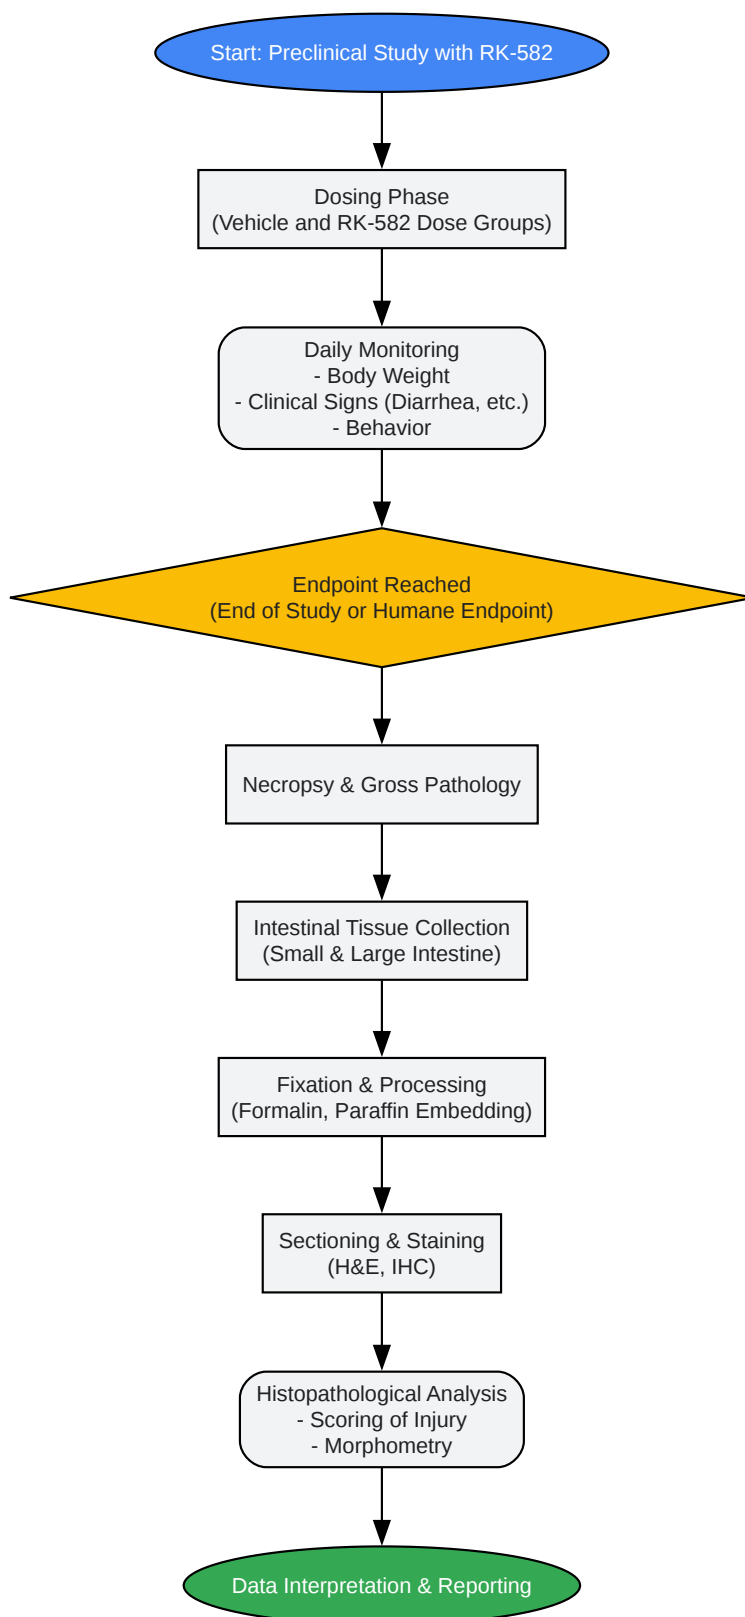 Start: Preclinical Study with RK-582
Dosing Phase
(Vehicle and RK-582 Dose Groups)
Daily Monitoring
- Body Weight
- Clinical Signs (Diarrhea, etc.)
- Behavior
Endpoint Reached
(End of Study or Humane Endpoint)
Necropsy & Gross Pathology
Intestinal Tissue Collection
(Small & Large Intestine)
Fixation & Processing
(Formalin, Paraffin Embedding)
Sectioning & Staining
(H&E, IHC)
Histopathological Analysis
- Scoring of Injury
- Morphometry
Data Interpretation & Reporting